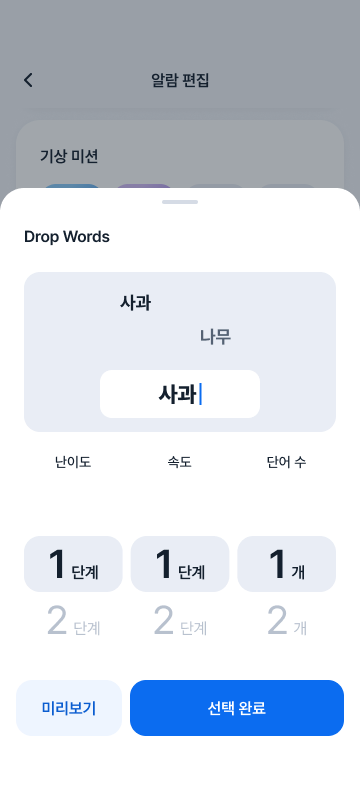 알람 편집
기상 미션
Drop Words
사과
나무
사과
난이도 속도 단어 수
1 단계 1 단계 1 개
2 단계 2 단계 2 개
미리보기 선택 완료